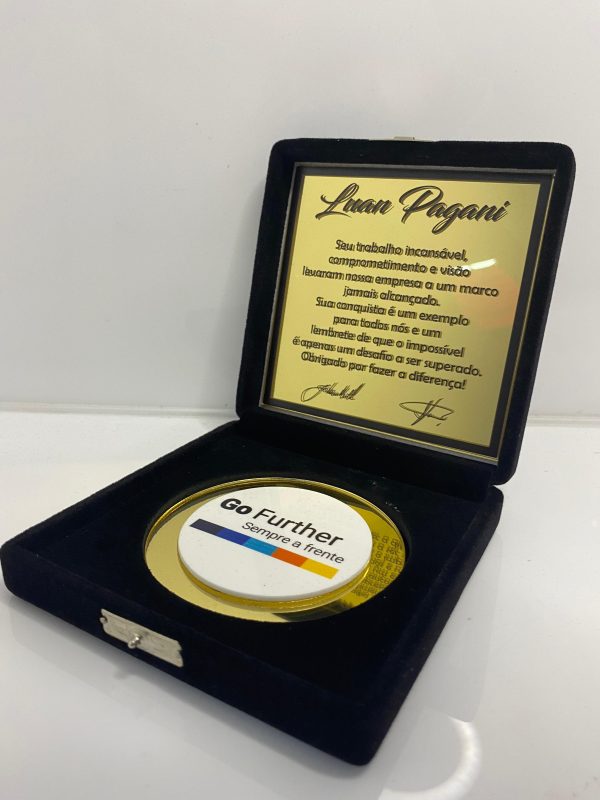 Luan Pagani
Seu trabalho incansável,
comprometimento e visão
levaram nossa empresa a um marco
jamais alcançado.
Sua conquista é um exemplo
para todos nós e um
lembrete de que o impossível
é apenas um desafio a ser superado.
Obrigado por fazer a diferença!
Go Further
Sempre a frente